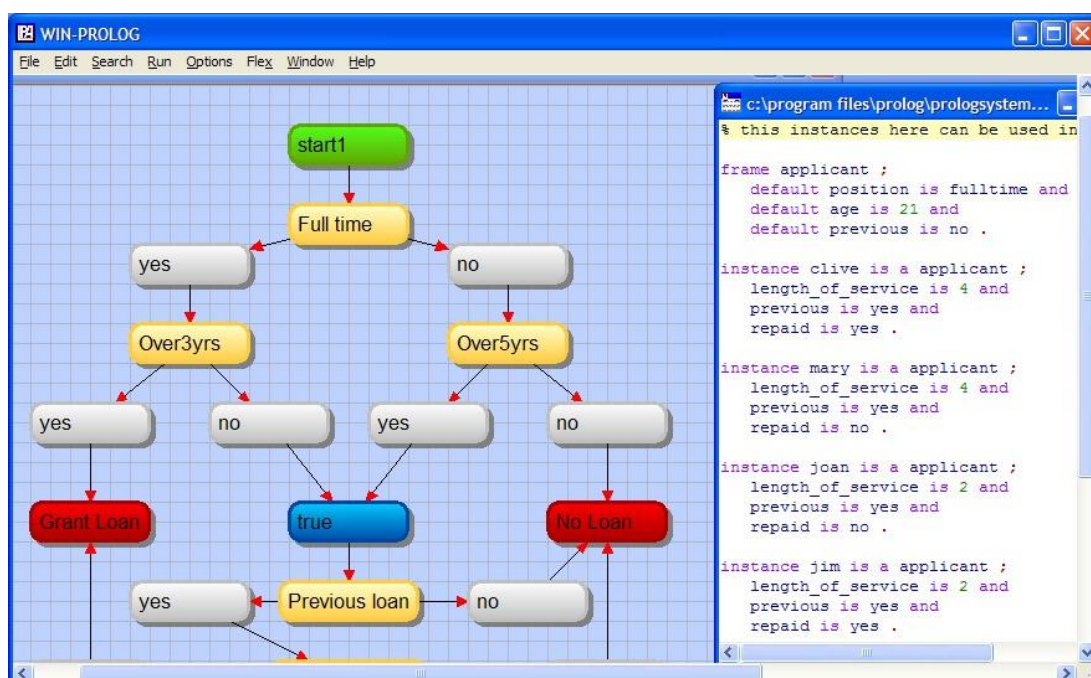 WIN-PROLOG
File Edit Search Run Options Flex Window Help
start1
Full time
yes
no
Over3yrs
Over5yrs
yes
no
yes
no
Grant Loan
true
No Loan
yes
Previous loan
no
c:\program files\prolog\prologsystem...
% this instances here can be used in
frame applicant ;
default position is fulltime and
default age is 21 and
default previous is no .
instance clive is a applicant ;
length_of_service is 4 and
previous is yes and
repaid is yes .
instance mary is a applicant ;
length_of_service is 4 and
previous is yes and
repaid is no .
instance joan is a applicant ;
length_of_service is 2 and
previous is yes and
repaid is no .
instance jim is a applicant ;
length_of_service is 2 and
previous is yes and
repaid is yes .